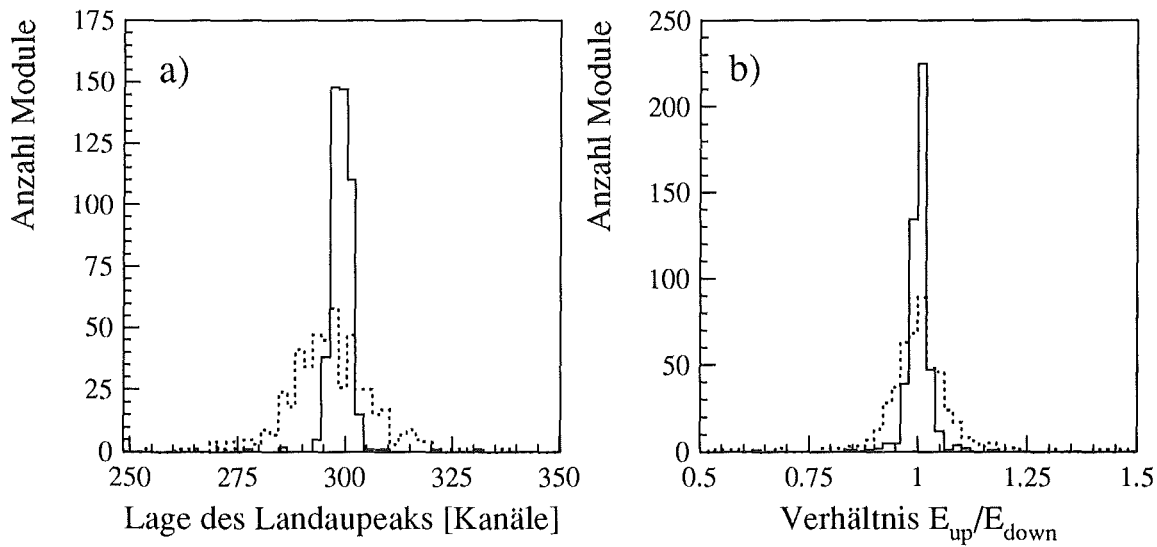 a)
Anzahl Module
175
150
125
100
75
50
25
0
250 275 300 325 350
Lage des Landaupeaks [Kanäle]
b)
Anzahl Module
250
200
150
100
50
0
0.5 0.75 1 1.25 1.5
Verhältnis E_up/E_down